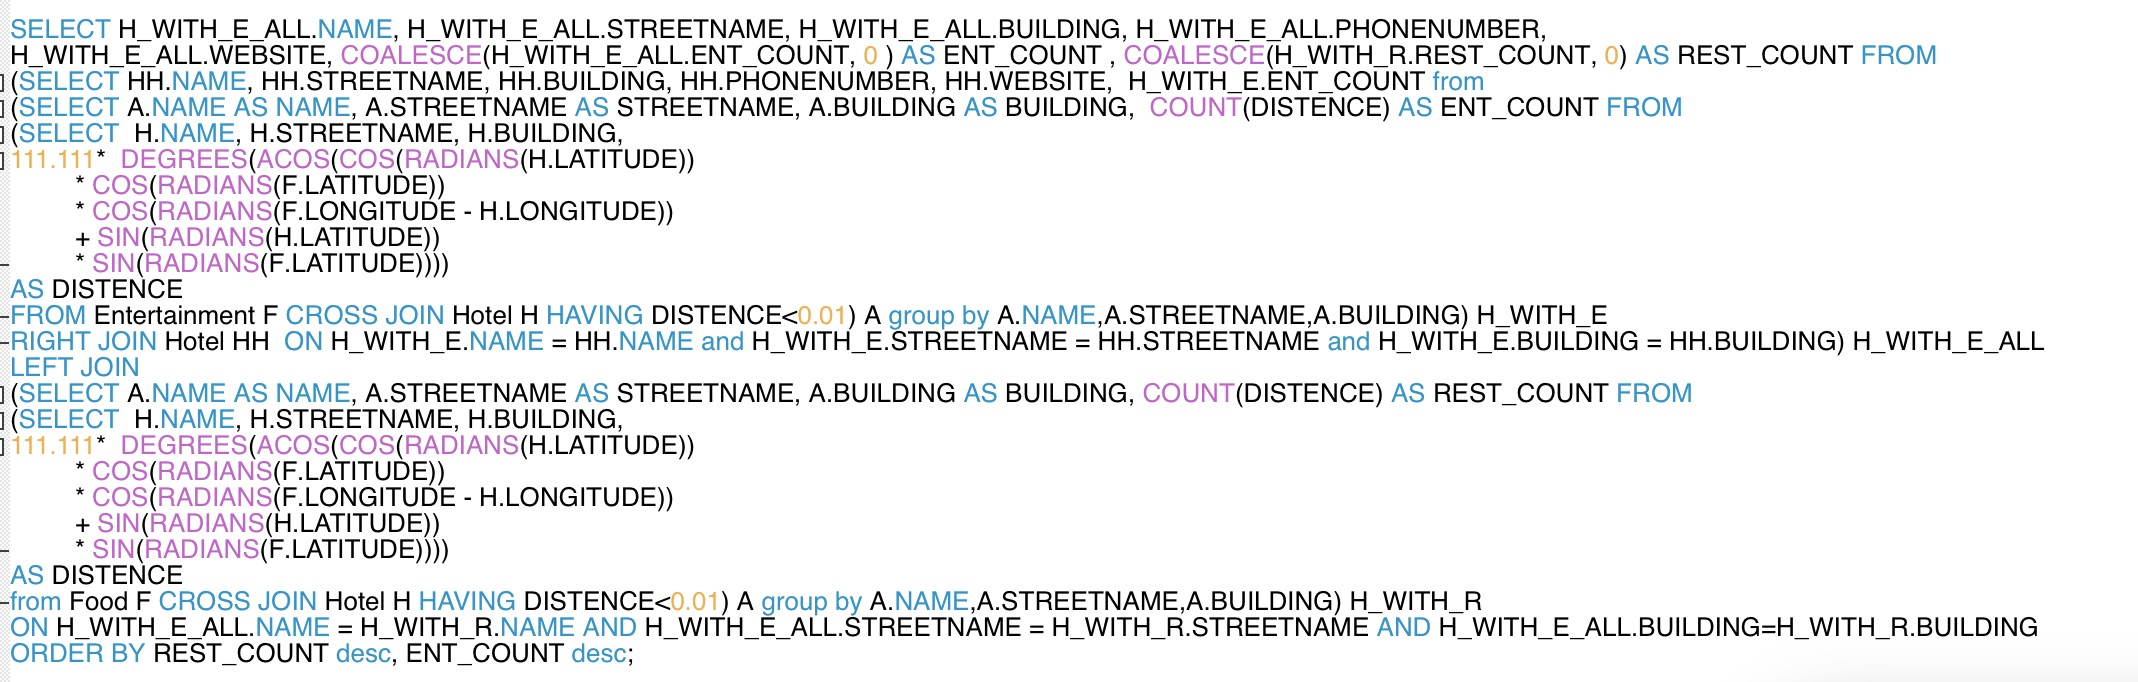 SELECT H_WITH_E_ALL.NAME, H_WITH_E_ALL.STREETNAME, H_WITH_E_ALL.BUILDING, H_WITH_E_ALL.PHONENUMBER,
H_WITH_E_ALL.WEBSITE, COALESCE(H_WITH_E_ALL.ENT_COUNT, 0 ) AS ENT_COUNT , COALESCE(H_WITH_R.REST_COUNT, 0) AS REST_COUNT FROM
(SELECT HH.NAME, HH.STREETNAME, HH.BUILDING, HH.PHONENUMBER, HH.WEBSITE,  H_WITH_E.ENT_COUNT from
(SELECT A.NAME AS NAME, A.STREETNAME AS STREETNAME, A.BUILDING AS BUILDING,  COUNT(DISTENCE) AS ENT_COUNT FROM
(SELECT  H.NAME, H.STREETNAME, H.BUILDING,
111.111*  DEGREES(ACOS(COS(RADIANS(H.LATITUDE))
* COS(RADIANS(F.LATITUDE))
* COS(RADIANS(F.LONGITUDE - H.LONGITUDE))
+ SIN(RADIANS(H.LATITUDE))
* SIN(RADIANS(F.LATITUDE))))
AS DISTENCE
FROM Entertainment F CROSS JOIN Hotel H HAVING DISTENCE<0.01) A group by A.NAME,A.STREETNAME,A.BUILDING) H_WITH_E
RIGHT JOIN Hotel HH  ON H_WITH_E.NAME = HH.NAME and H_WITH_E.STREETNAME = HH.STREETNAME and H_WITH_E.BUILDING = HH.BUILDING) H_WITH_E_ALL
LEFT JOIN
(SELECT A.NAME AS NAME, A.STREETNAME AS STREETNAME, A.BUILDING AS BUILDING, COUNT(DISTENCE) AS REST_COUNT FROM
(SELECT  H.NAME, H.STREETNAME, H.BUILDING,
111.111*  DEGREES(ACOS(COS(RADIANS(H.LATITUDE))
* COS(RADIANS(F.LATITUDE))
* COS(RADIANS(F.LONGITUDE - H.LONGITUDE))
+ SIN(RADIANS(H.LATITUDE))
* SIN(RADIANS(F.LATITUDE))))
AS DISTENCE
from Food F CROSS JOIN Hotel H HAVING DISTENCE<0.01) A group by A.NAME,A.STREETNAME,A.BUILDING) H_WITH_R
ON H_WITH_E_ALL.NAME = H_WITH_R.NAME AND H_WITH_E_ALL.STREETNAME = H_WITH_R.STREETNAME AND H_WITH_E_ALL.BUILDING=H_WITH_R.BUILDING
ORDER BY REST_COUNT desc, ENT_COUNT desc;